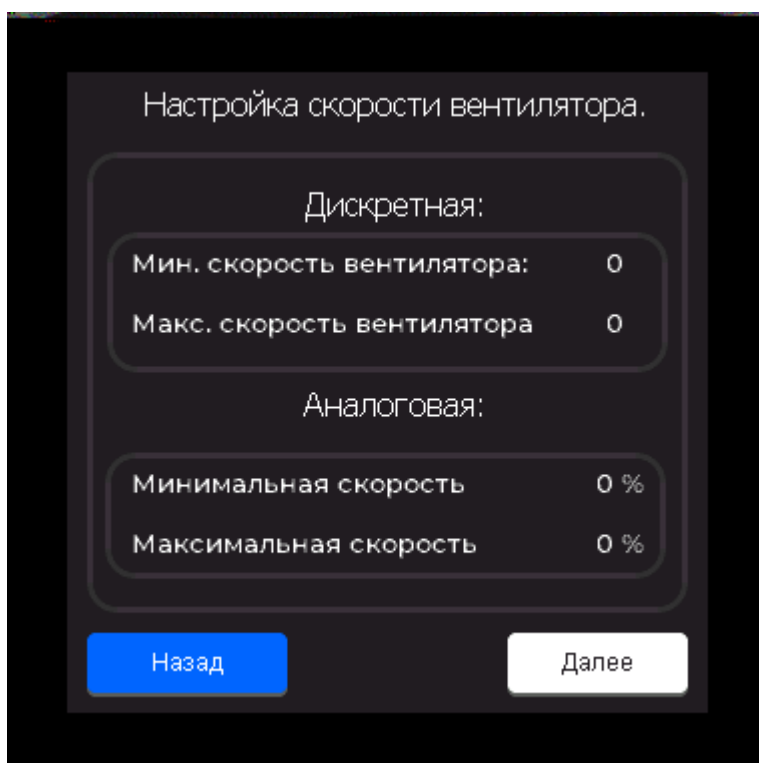 Настройка скорости вентилятора.
Дискретная:
Мин. скорость вентилятора: 0
Макс. скорость вентилятора 0
Аналоговая:
Минимальная скорость 0 %
Максимальная скорость 0 %
Назад Далее